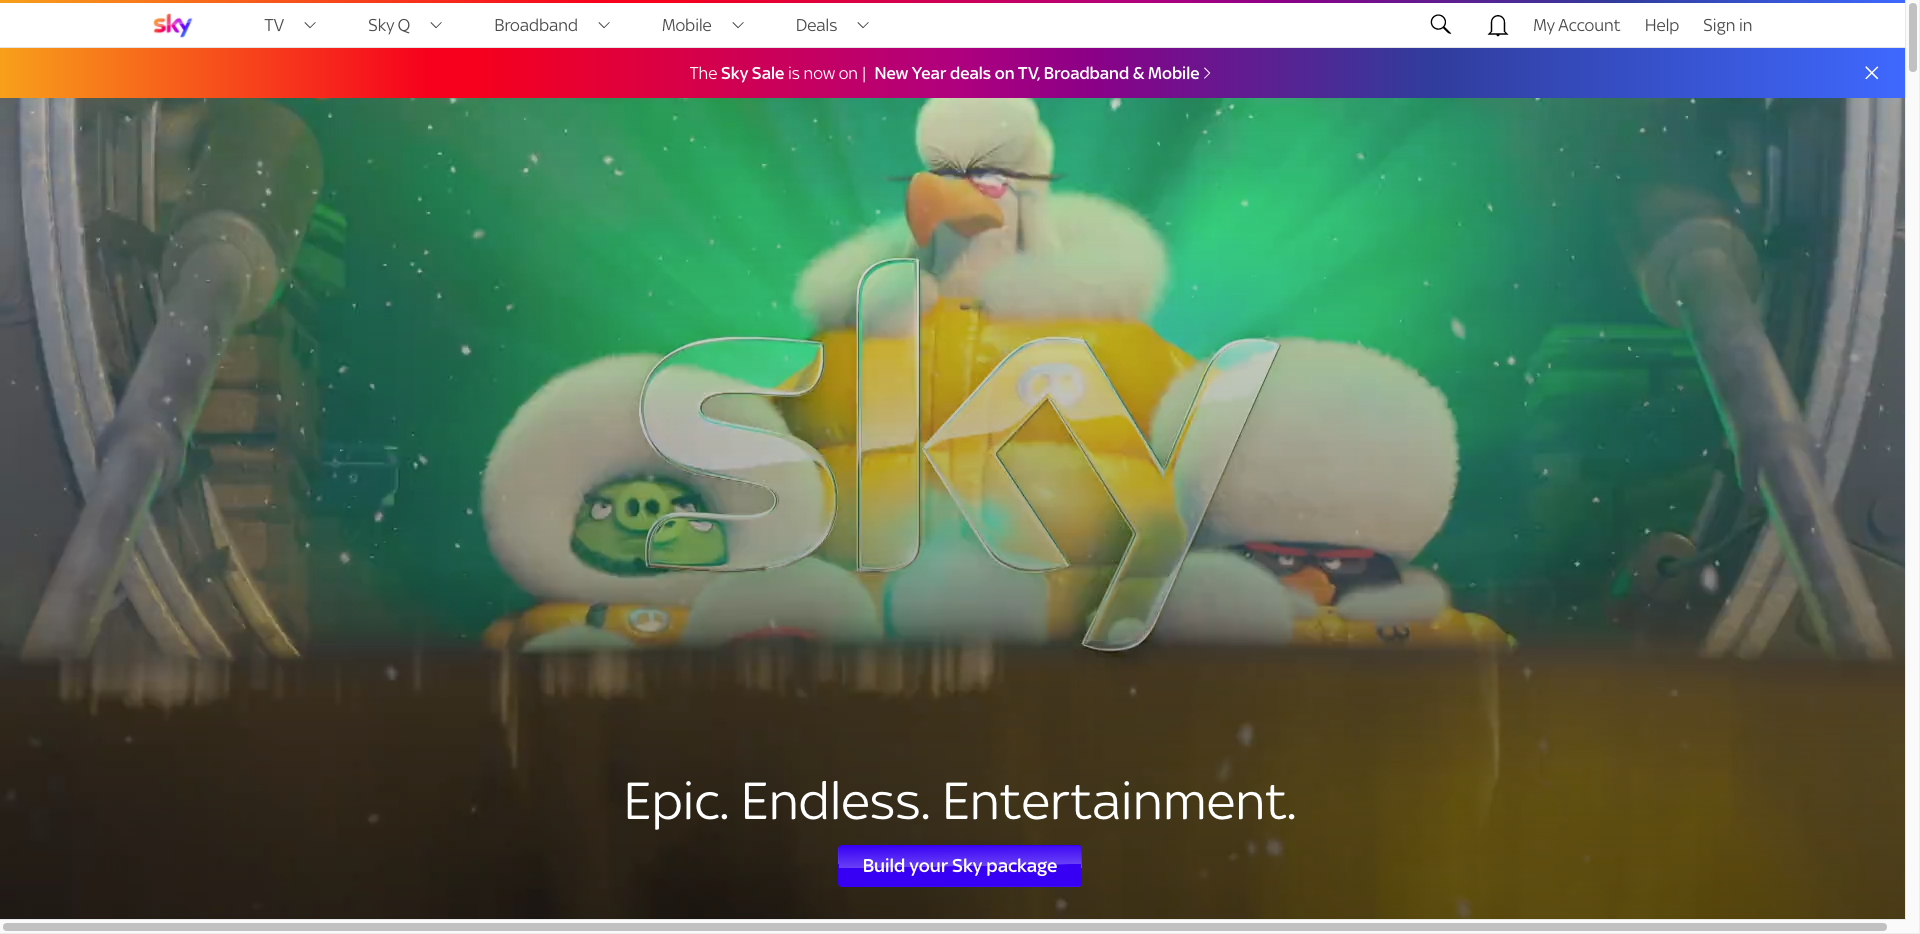 sky TV Sky Q Broadband Mobile Deals My Account Help Sign in
The Sky Sale is now on | New Year deals on TV, Broadband & Mobile >
sky
Epic. Endless. Entertainment.
Build your Sky package